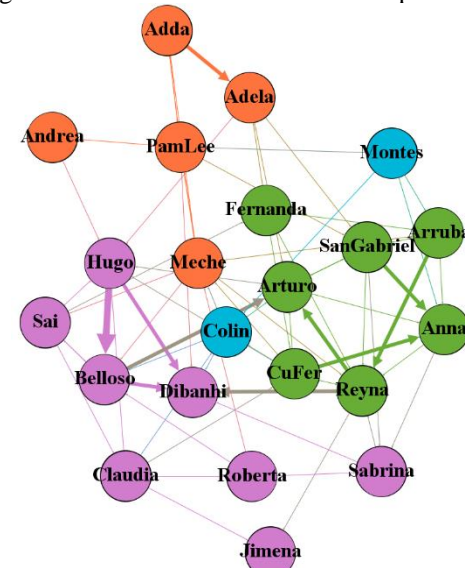 Adda
Adela
Andrea
PamLee
Montes
Fernanda
SanGabriel
Arruba
Hugo
Meche
Arturo
Sai
Colin
Anna
Belloso
Dibanhi
CuFer
Reyna
Claudia
Roberta
Sabrina
Jimena